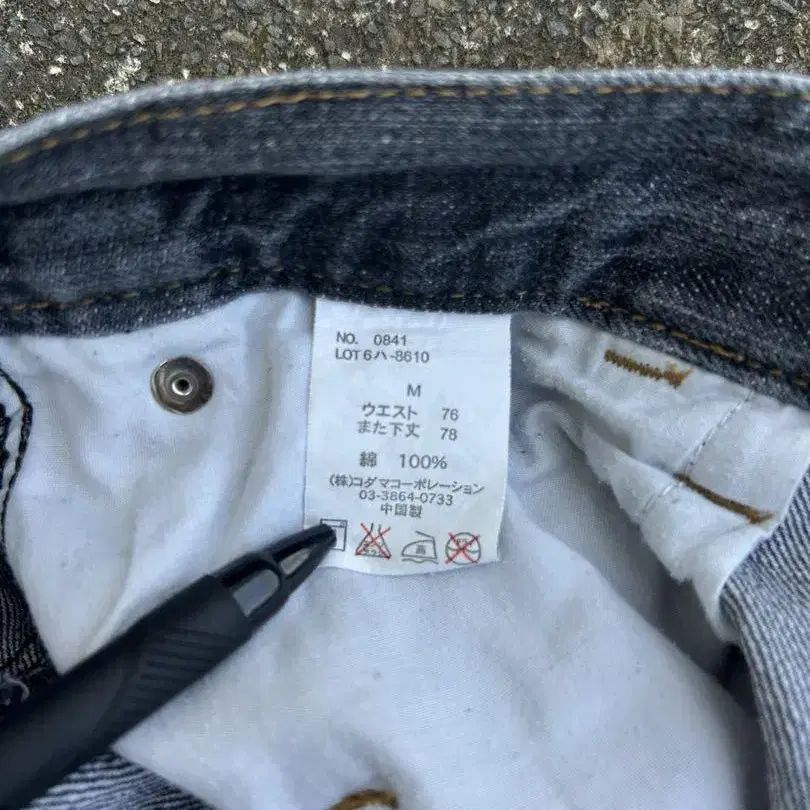 NO. 0841
LOT 6ハ-8610
M
ウエスト 76
また下丈 78
綿 100%
(株)コダマコーポレーション
03-3864-0733
中国製
高